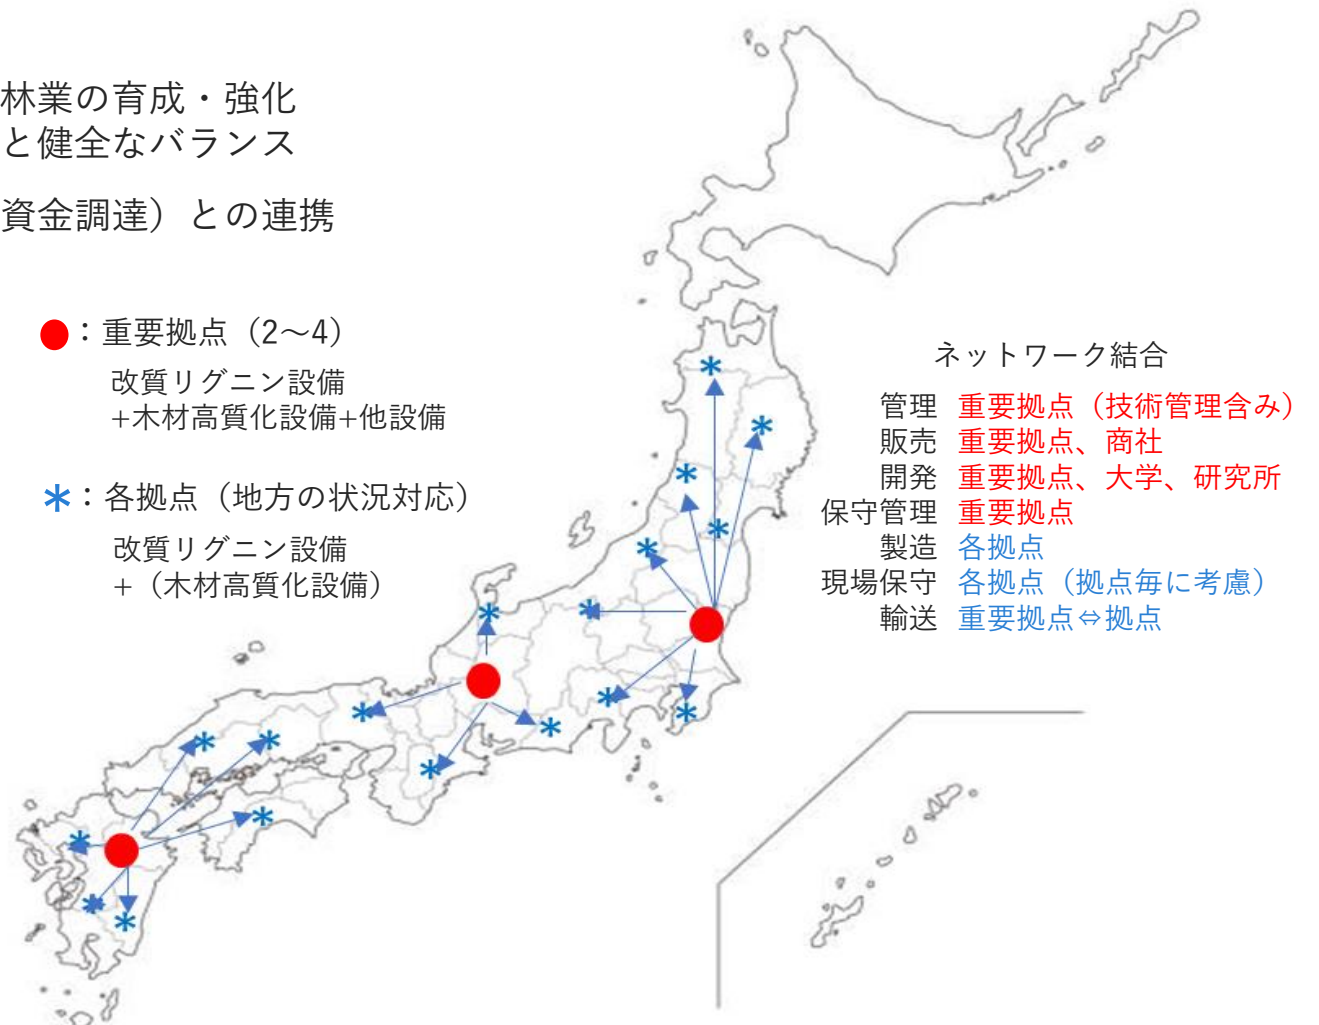 林業の育成・強化
と健全なバランス
資金調達）との連携
：重要拠点（2～4）
改質リグニン設備
+木材高質化設備+他設備
*：各拠点（地方の状況対応）
改質リグニン設備
+（木材高質化設備）
ネットワーク結合
管理 重要拠点（技術管理含み）
販売 重要拠点、商社
開発 重要拠点、大学、研究所
保守管理 重要拠点
製造 各拠点
現場保守 各拠点（拠点毎に考慮）
輸送 重要拠点⇔拠点